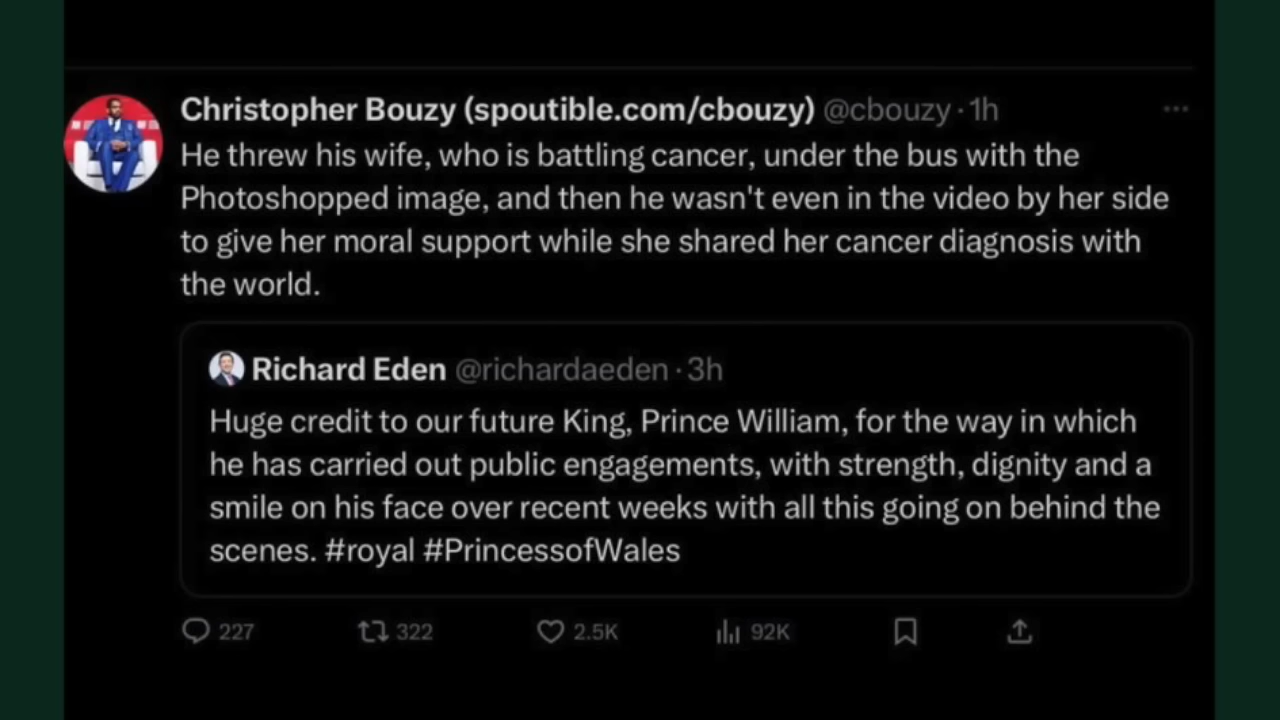 Christopher Bouzy (spoutible.com/cbouzy) @cbouzy · 1h
He threw his wife, who is battling cancer, under the bus with the
Photoshopped image, and then he wasn't even in the video by her side
to give her moral support while she shared her cancer diagnosis with
the world.
Richard Eden @richardaeden · 3h
Huge credit to our future King, Prince William, for the way in which
he has carried out public engagements, with strength, dignity and a
smile on his face over recent weeks with all this going on behind the
scenes. #royal #PrincessofWales
227 322 2.5K 92K